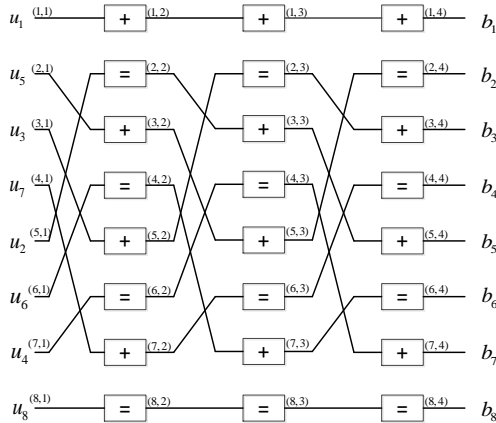 u1 (1,1) + (1, 2) + (1, 3) + (1, 4) b1
u5 (2,1) = (2, 2) = (2,3) = (2, 4) b2
u3 (3,1) + (3, 2) + (3, 3) + (3, 4) b3
u7 (4,1) = (4, 2) = (4, 3) = (4, 4) b4
u2 (5,1) + (5, 2) + (5, 3) + (5, 4) b5
u6 (6,1) = (6, 2) = (6, 3) = (6, 4) b6
u4 (7,1) + (7, 2) + (7, 3) + (7, 4) b7
u8 (8,1) = (8, 2) = (8, 3) = (8, 4) b8